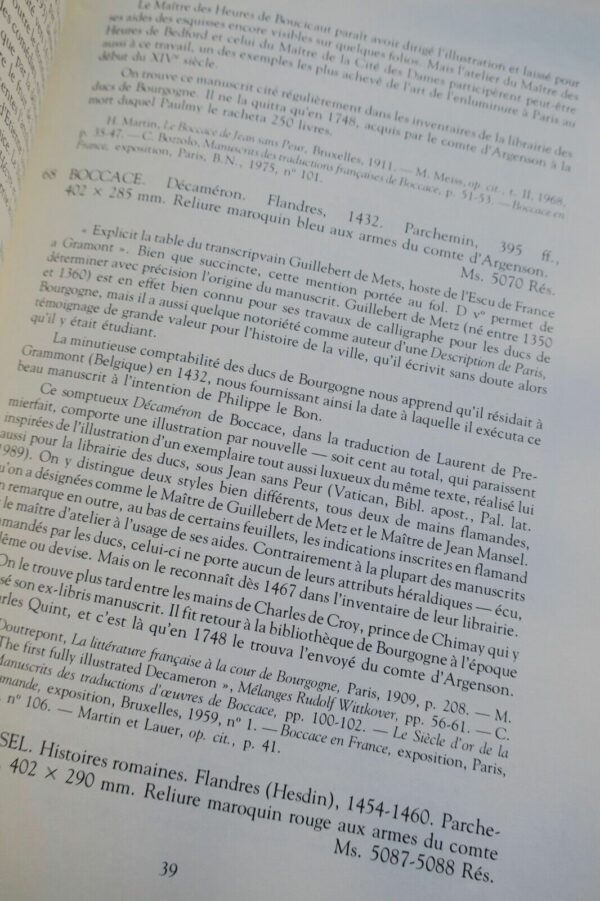 Le Maître des Heures de Boucicaut paraît avoir dirigé l'illustration et laissé pour
ses aides des esquisses encore visibles sur quelques folios. Mais l'atelier du Maître des
Heures de Bedford et celui du Maître de la Cité des Dames participèrent peut-être
aussi à ce travail, un des exemples les plus achevé de l'art de l'enluminure à Paris au
début du XIVe siècle.
On trouve ce manuscrit cité régulièrement dans les inventaires de la librairie des
ducs de Bourgogne. Il ne la quitta qu'en 1748, acquis par le comte d'Argenson à la
mort duquel Paulmy le racheta 250 livres.
H. Martin, Le Boccace de Jean sans Peur, Bruxelles, 1911. — M. Meiss, op. cit. t. II, 1968,
p. 35-47. — C. Bozzolo, Manuscrits des traductions françaises de Boccace, p. 51-53. — Boccace en
France, exposition, Paris, B.N., 1975, n° 101.
68 BOCCACE. Décaméron. Flandres, 1432. Parchemin, 395 ff.,
402 × 285 mm. Reliure maroquin bleu aux armes du comte d'Argenson.
Ms. 5070 Rés.
« Explicit la table du transcripvain Guillebert de Mets, hoste de l'Escu de France
a Gramont ». Bien que succincte, cette mention portée au fol. D v° permet de
déterminer avec précision l'origine du manuscrit. Guillebert de Metz (né entre 1350
et 1360) est en effet bien connu pour ses travaux de calligraphe pour les ducs de
Bourgogne, mais il a aussi quelque notoriété comme auteur d'une Description de Paris,
témoignage de grande valeur pour l'histoire de la ville, qu'il écrivit sans doute alors
qu'il y était étudiant.
La minutieuse comptabilité des ducs de Bourgogne nous apprend qu'il résidait à
Grammont (Belgique) en 1432, nous fournissant ainsi la date à laquelle il exécuta ce
beau manuscrit à l'intention de Philippe le Bon.
Ce somptueux Décaméron de Boccace, dans la traduction de Laurent de Pre-
mierfait, comporte une illustration par nouvelle — soit cent au total, qui paraissent
inspirées de l'illustration d'un exemplaire tout aussi luxueux du même texte, réalisé lui
aussi pour la librairie des ducs, sous Jean sans Peur (Vatican, Bibl. apost., Pal. lat.
1989). On y distingue deux styles bien différents, tous deux de mains flamandes,
qu'on a désignées comme le Maître de Guillebert de Metz et le Maître de Jean Mansel.
remarque en outre, au bas de certains feuillets, les indications inscrites en flamand
le maître d'atelier à l'usage de ses aides. Contrairement à la plupart des manuscrits
mandés par les ducs, celui-ci ne porte aucun de leurs attributs héraldiques — écu,
lème ou devise. Mais on le reconnaît dès 1467 dans l'inventaire de leur librairie.
On le trouve plus tard entre les mains de Charles de Croy, prince de Chimay qui y
sé son ex-libris manuscrit. Il fit retour à la bibliothèque de Bourgogne à l'époque
rles Quint, et c'est là qu'en 1748 le trouva l'envoyé du comte d'Argenson.
Doutrepont, La littérature française à la cour de Bourgogne, Paris, 1909, p. 208. — M.
The first fully illustrated Decameron », Mélanges Rudolf Wittkover, pp. 56-61. — C.
Manuscrits des traductions d'œuvres de Boccace, pp. 100-102. — Le Siècle d'or de la
amande, exposition, Bruxelles, 1959, n° 1. — Boccace en France, exposition, Paris,
n° 106. — Martin et Lauer, op. cit., p. 41.
SEL. Histoires romaines. Flandres (Hesdin), 1454-1460. Parche-
402 × 290 mm. Reliure maroquin rouge aux armes du comte
Ms. 5087-5088 Rés.
39